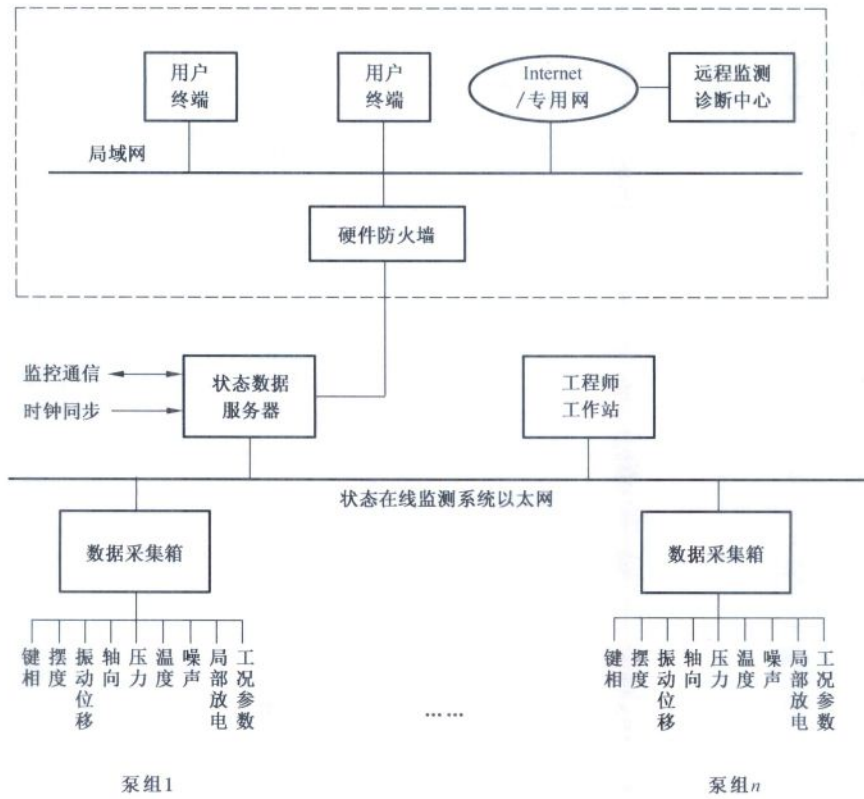 用户
终端
用户
终端
Internet
/专用网
远程监测
诊断中心
局域网
硬件防火墙
监控通信
时钟同步
状态数据
服务器
工程师
工作站
状态在线监测系统以太网
数据采集箱
数据采集箱
键相
摆度
振动位移
轴向
压力
温度
噪声
局部放电
工况参数
键相
摆度
振动位移
轴向
压力
温度
噪声
局部放电
工况参数
……
泵组1
泵组n